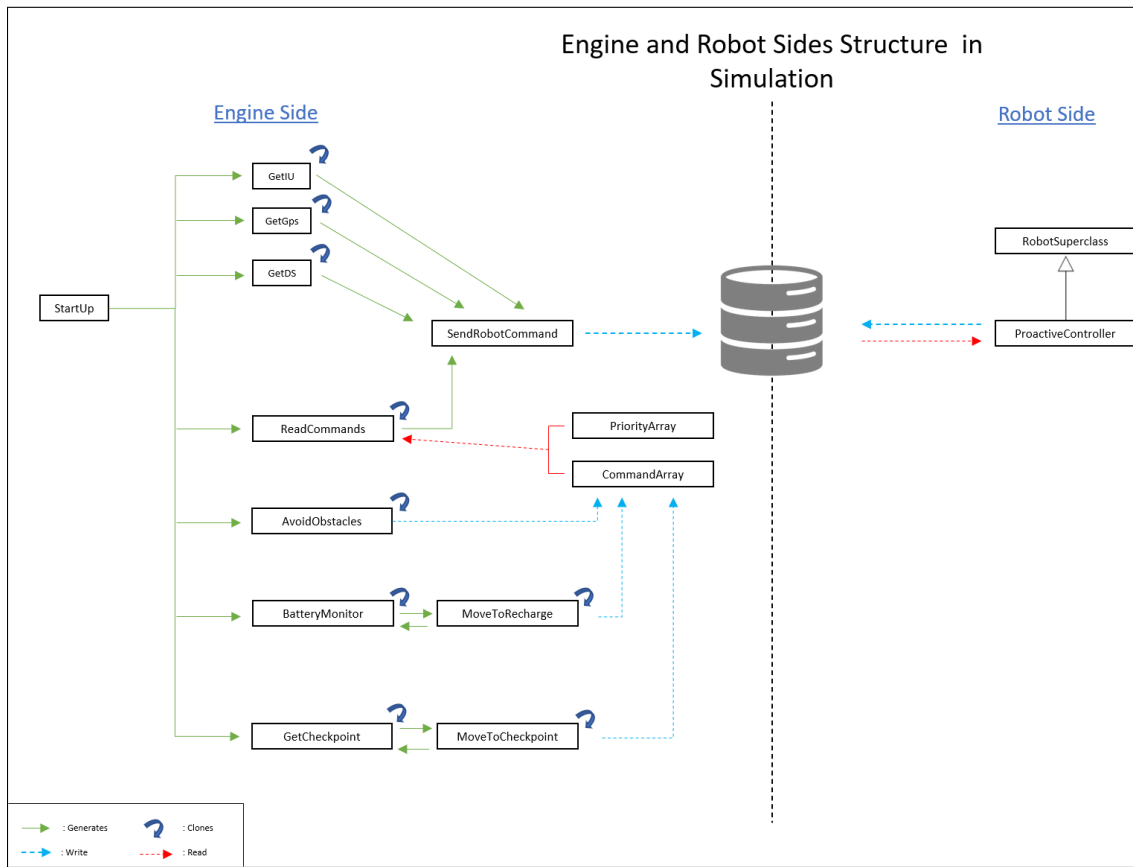 Engine and Robot Sides Structure in
Simulation
Engine Side
Robot Side
GetIU
GetGps
GetDS
StartUp
SendRobotCommand
RobotSuperclass
ProactiveController
ReadCommands
PriorityArray
CommandArray
AvoidObstacles
BatteryMonitor
MoveToRecharge
GetCheckpoint
MoveToCheckpoint
: Generates
: Clones
: Write
: Read